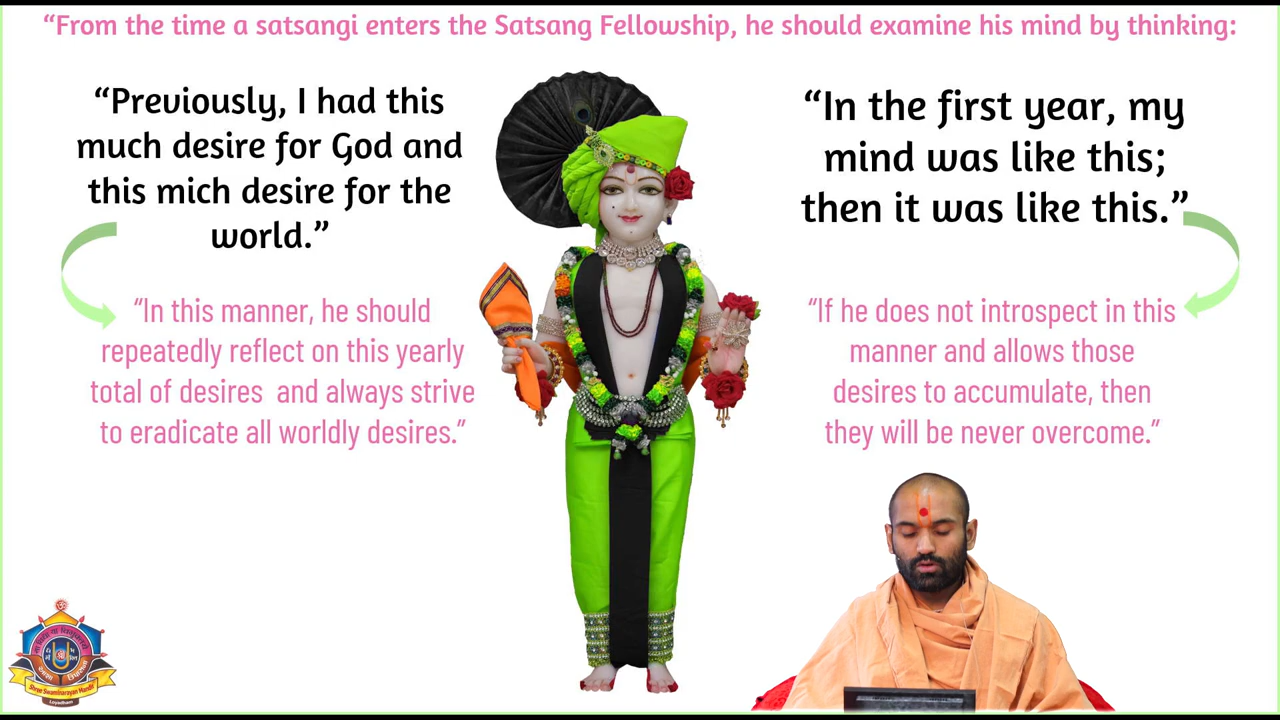 “From the time a satsangi enters the Satsang Fellowship, he should examine his mind by thinking:
“Previously, I had this
much desire for God and
this mich desire for the
world.”
“In this manner, he should
repeatedly reflect on this yearly
total of desires and always strive
to eradicate all worldly desires.”
“In the first year, my
mind was like this;
then it was like this.”
“If he does not introspect in this
manner and allows those
desires to accumulate, then
they will be never overcome.”
Shree Swaminarayan Mandir
Loyadham